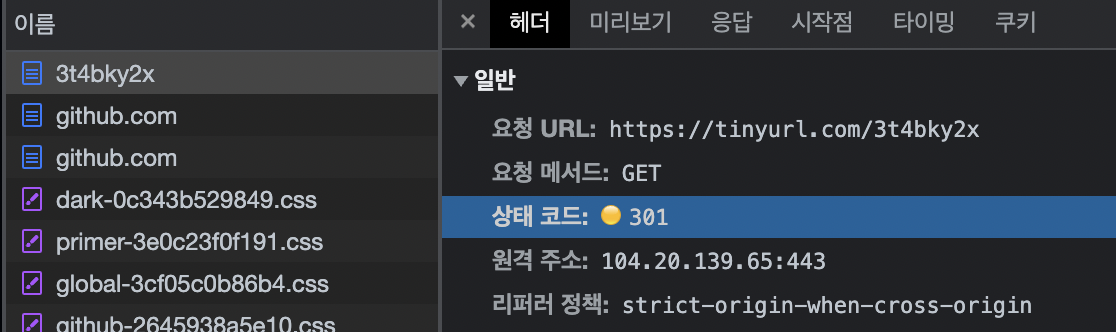 이름
3t4bky2x
github.com
github.com
dark-0c343b529849.css
primer-3e0c23f0f191.css
global-3cf05c0b86b4.css
github-2645938a5e10.css
× 헤더 미리보기 응답 시작점 타이밍 쿠키
▼일반
요청 URL: https://tinyurl.com/3t4bky2x
요청 메서드: GET
상태 코드: 301
원격 주소: 104.20.139.65:443
리퍼러 정책: strict-origin-when-cross-origin